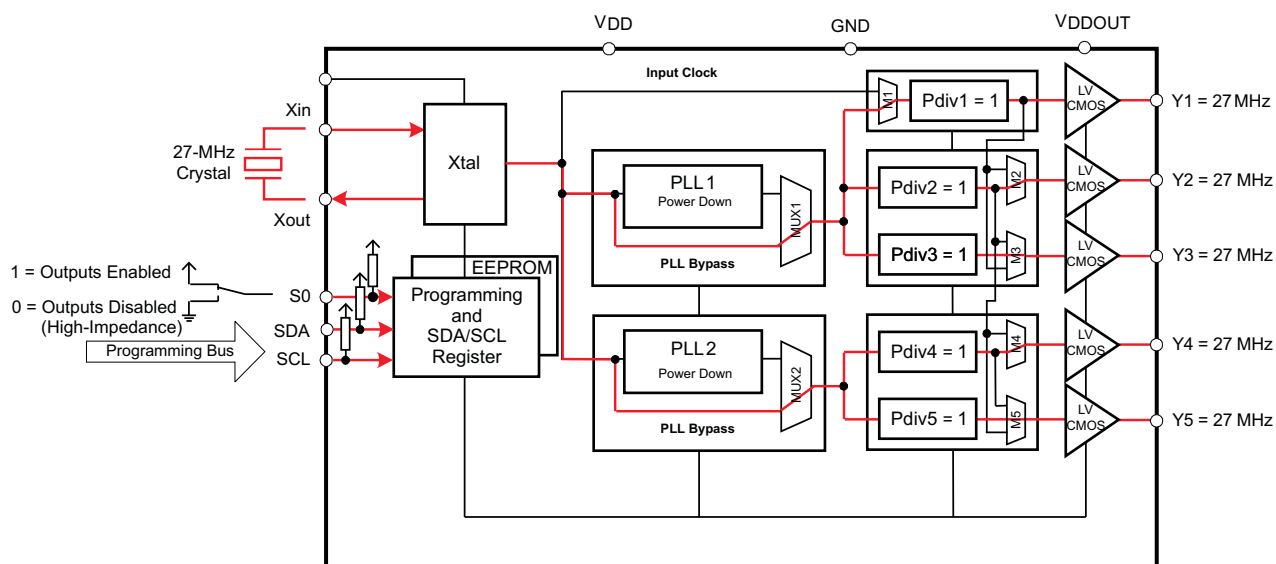 VDD
GND
VDDOUT
Input Clock
Xin
27-MHz
Crystal
Xout
Xtal
M1
Pdiv1 = 1
LV
CMOS
Y1 = 27 MHz
PLL1
Power Down
MUX1
PLL Bypass
Pdiv2 = 1
M2
LV
CMOS
Y2 = 27 MHz
Pdiv3 = 1
M3
LV
CMOS
Y3 = 27 MHz
1 = Outputs Enabled
0 = Outputs Disabled
(High-Impedance)
Programming Bus
S0
SDA
SCL
EEPROM
Programming
and
SDA/SCL
Register
PLL2
Power Down
MUX2
PLL Bypass
Pdiv4 = 1
M4
LV
CMOS
Y4 = 27 MHz
Pdiv5 = 1
M5
LV
CMOS
Y5 = 27 MHz